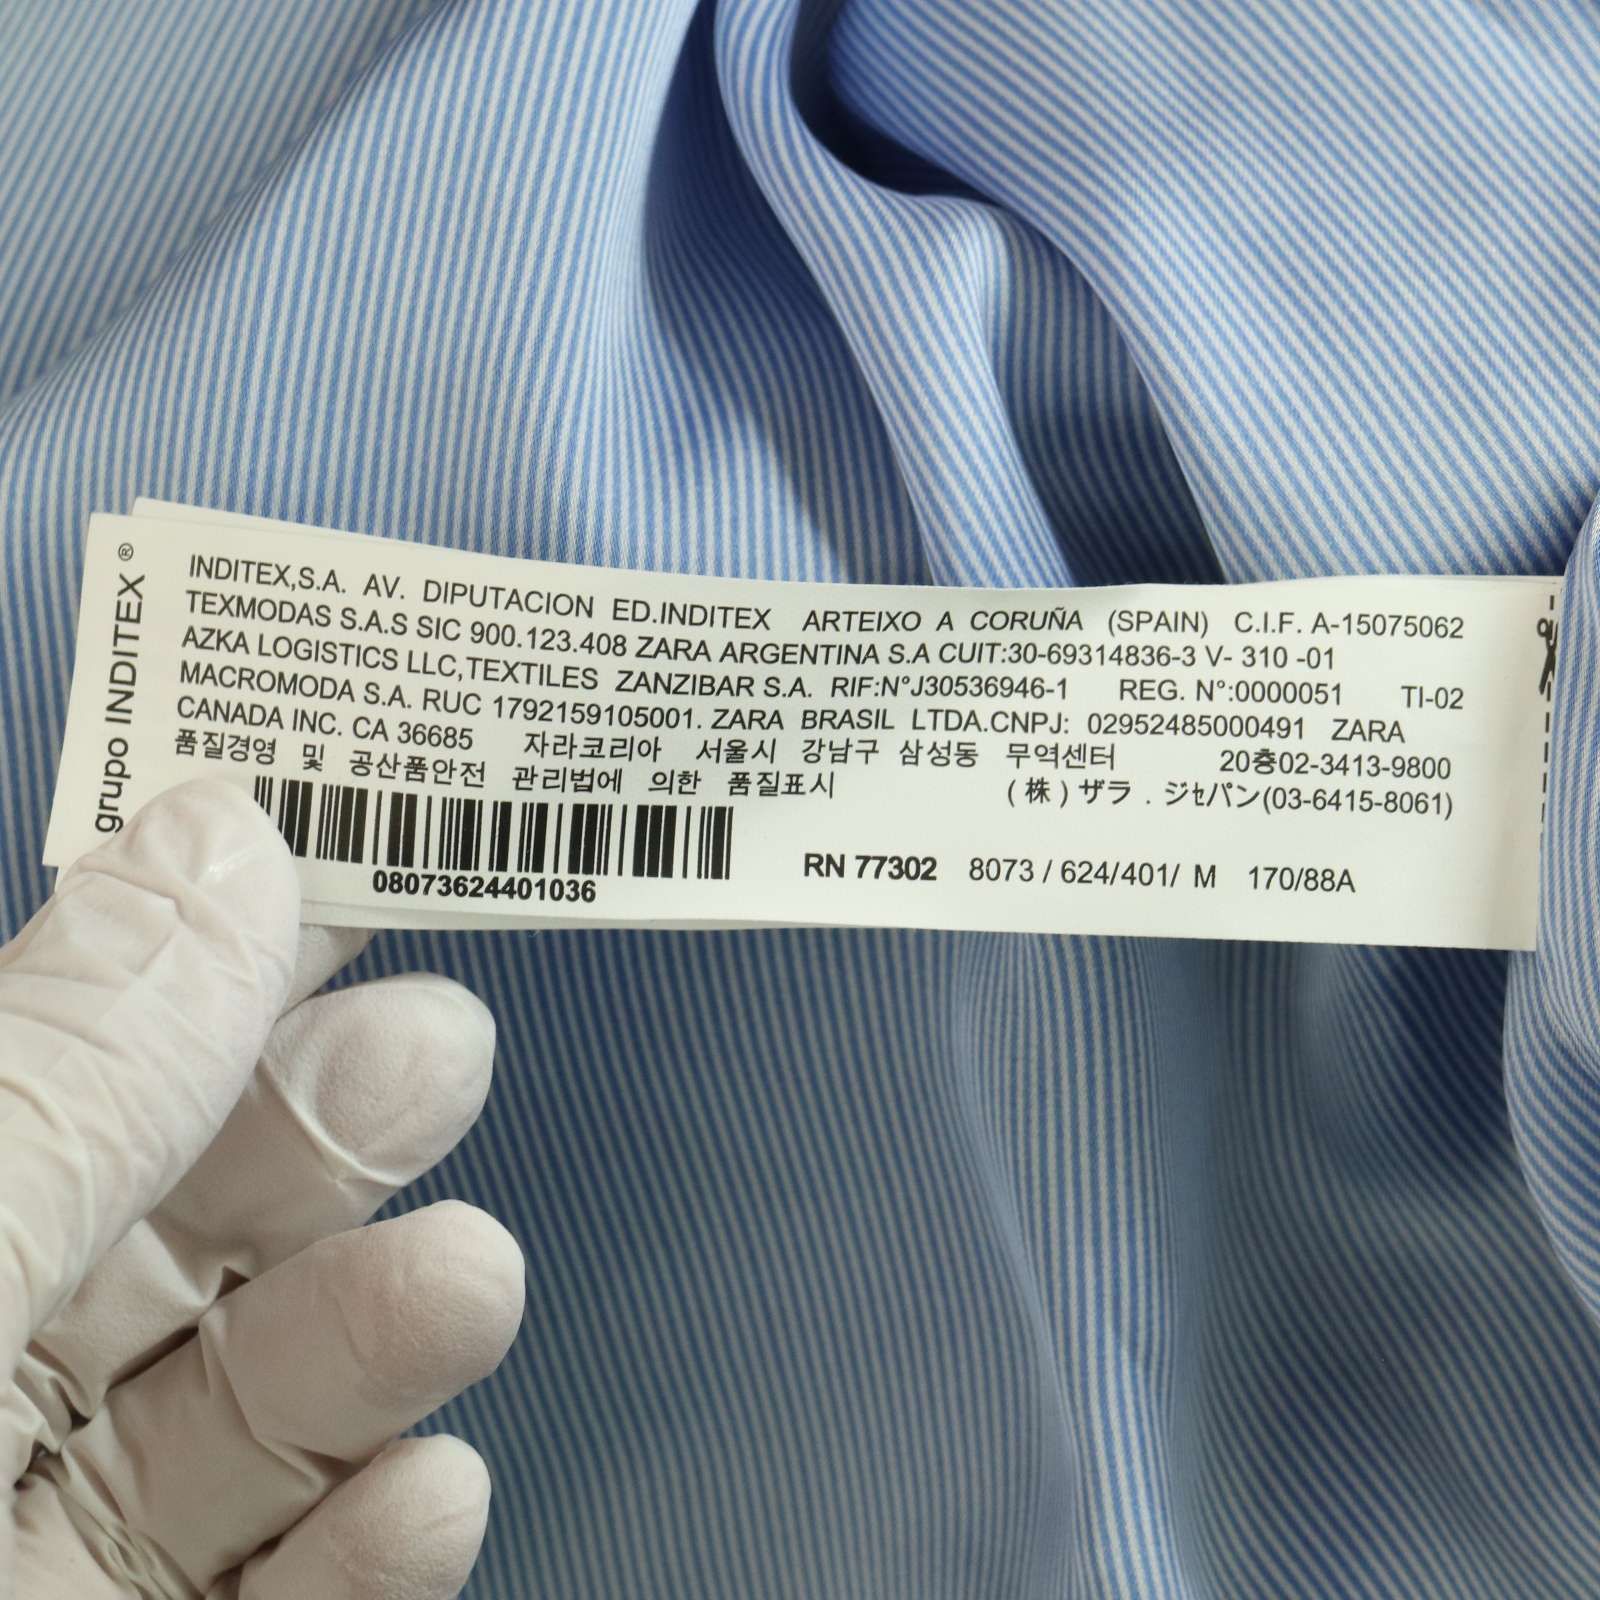 grupo INDITEX ®
INDITEX,S.A. AV. DIPUTACION ED.INDITEX ARTEIXO A CORUÑA (SPAIN) C.I.F. A-15075062
TEXMODAS S.A.S SIC 900.123.408 ZARA ARGENTINA S.A CUIT:30-69314836-3 V- 310 -01
AZKA LOGISTICS LLC,TEXTILES ZANZIBAR S.A. RIF:N°J30536946-1 REG. N°:0000051 TI-02
MACROMODA S.A. RUC 1792159105001. ZARA BRASIL LTDA.CNPJ: 02952485000491 ZARA
CANADA INC. CA 36685 자라코리아 서울시 강남구 삼성동 무역센터 20층02-3413-9800
품질경영 및 공산품안전 관리법에 의한 품질표시 (株)ザラ . ジャパン(03-6415-8061)
08073624401036
RN 77302 8073 / 624/401/ M 170/88A